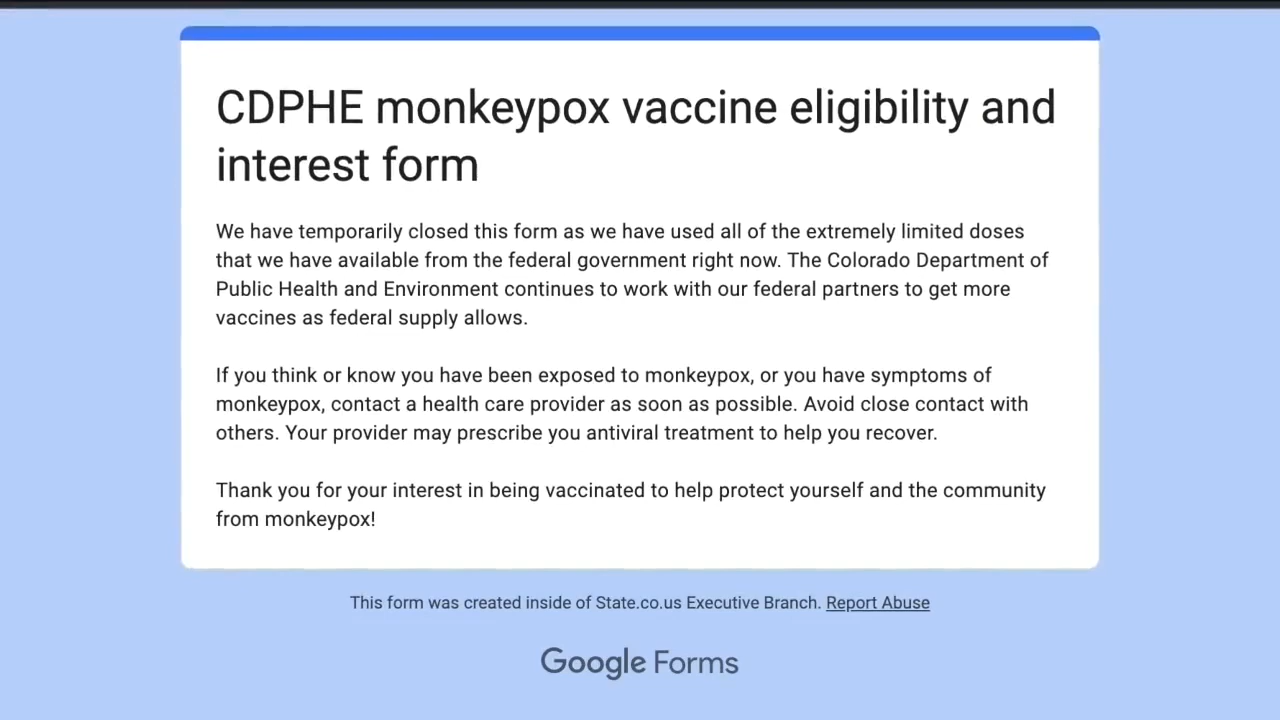 CDPHE monkeypox vaccine eligibility and
interest form
We have temporarily closed this form as we have used all of the extremely limited doses
that we have available from the federal government right now. The Colorado Department of
Public Health and Environment continues to work with our federal partners to get more
vaccines as federal supply allows.
If you think or know you have been exposed to monkeypox, or you have symptoms of
monkeypox, contact a health care provider as soon as possible. Avoid close contact with
others. Your provider may prescribe you antiviral treatment to help you recover.
Thank you for your interest in being vaccinated to help protect yourself and the community
from monkeypox!
This form was created inside of State.co.us Executive Branch. Report Abuse
Google Forms